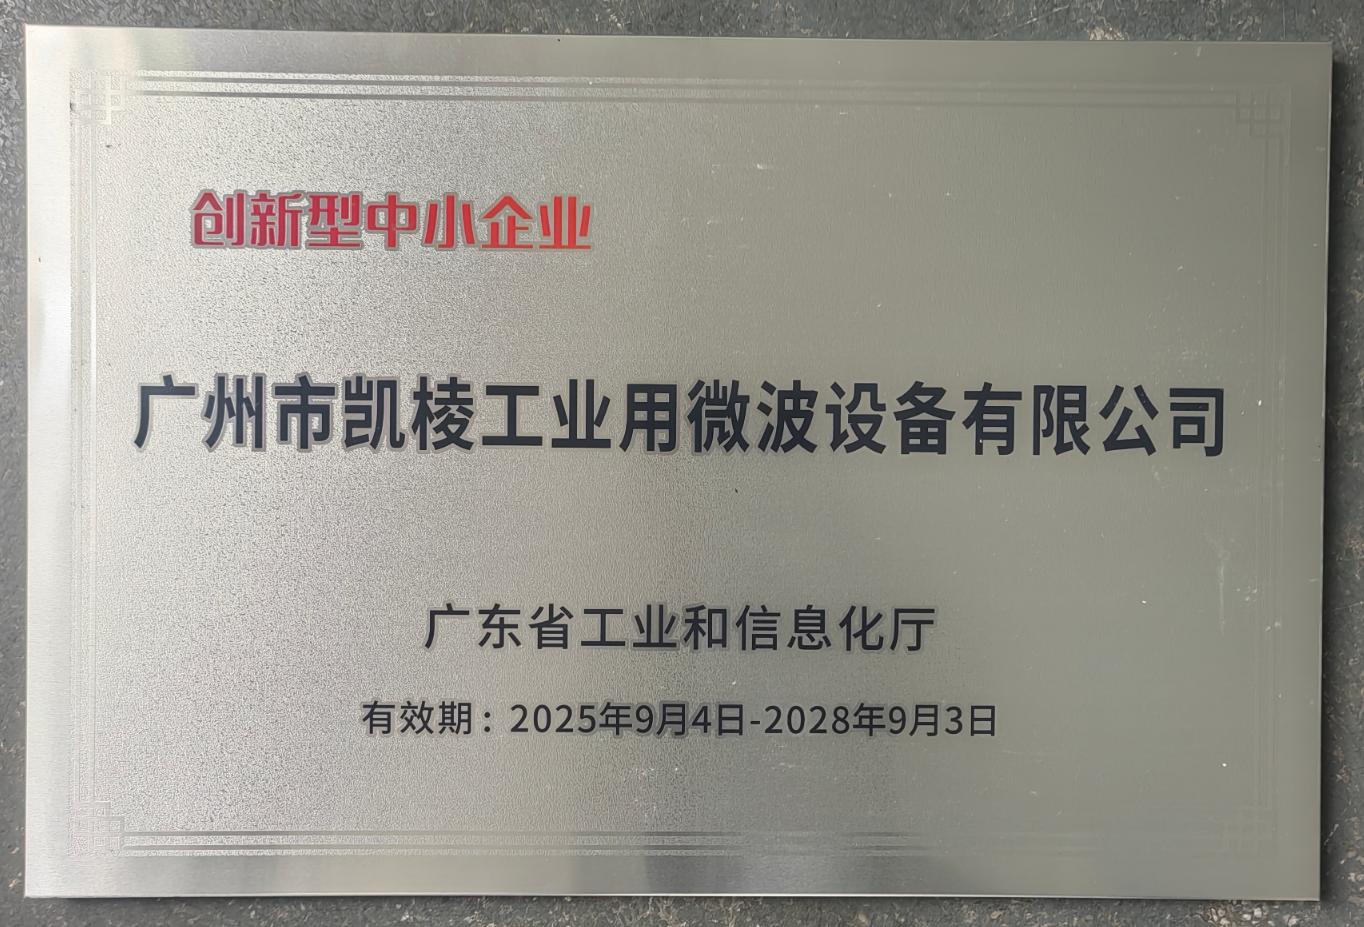 创新型中小企业
广州市凯棱工业用微波设备有限公司
广东省工业和信息化厅
有效期：2025年9月4日-2028年9月3日